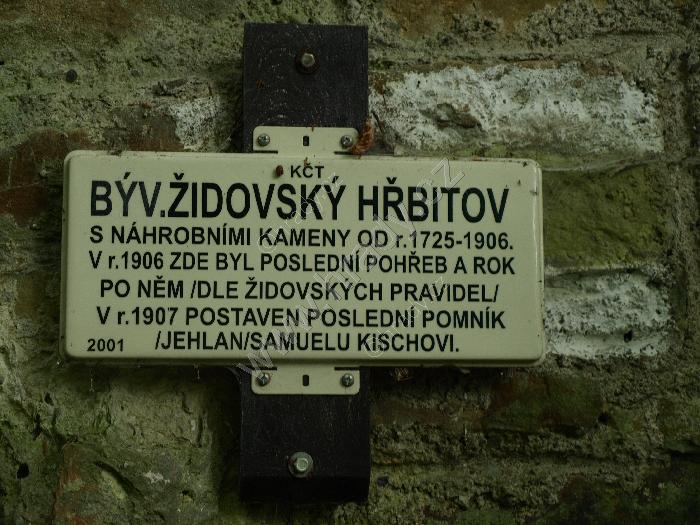 KČT
BÝV.ŽIDOVSKÝ HŘBITOV
S NÁHROBNÍMI KAMENY OD r.1725-1906.
V r.1906 ZDE BYL POSLEDNÍ POHŘEB A ROK
PO NĚM /DLE ŽIDOVSKÝCH PRAVIDEL/
V r.1907 POSTAVEN POSLEDNÍ POMNÍK
2001 /JEHLAN/SAMUELU KISCHOVI.